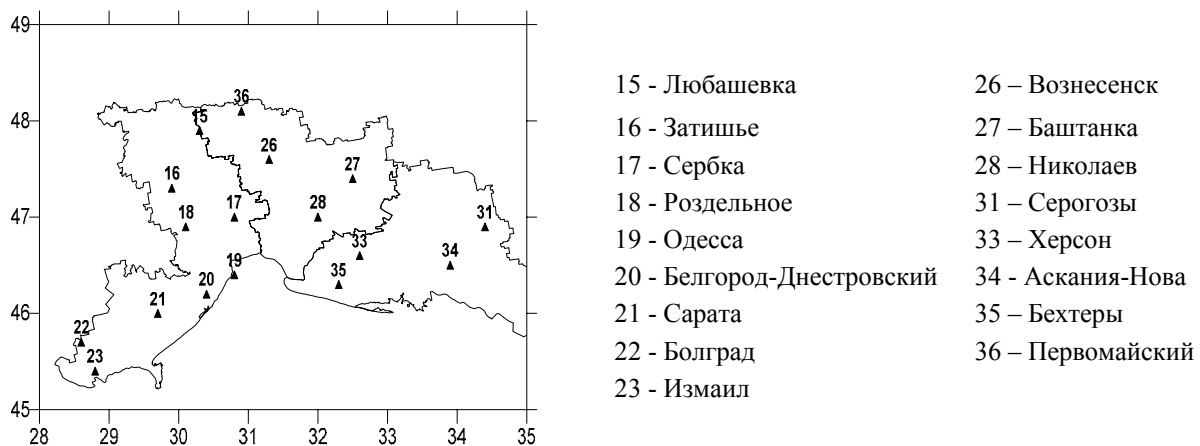 49
48
47
46
45
28 29 30 31 32 33 34 35
36
15
26
27
16
17
28
31
18
33
34
19
35
20
21
22
23
15 - Любашевка
16 - Затишье
17 - Сербка
18 - Роздельное
19 - Одесса
20 - Белгород-Днестровский
21 - Сарата
22 - Болград
23 - Измаил
26 – Вознесенск
27 – Баштанка
28 – Николаев
31 – Серогозы
33 – Херсон
34 - Аскания-Нова
35 – Бехтеры
36 – Первомайский